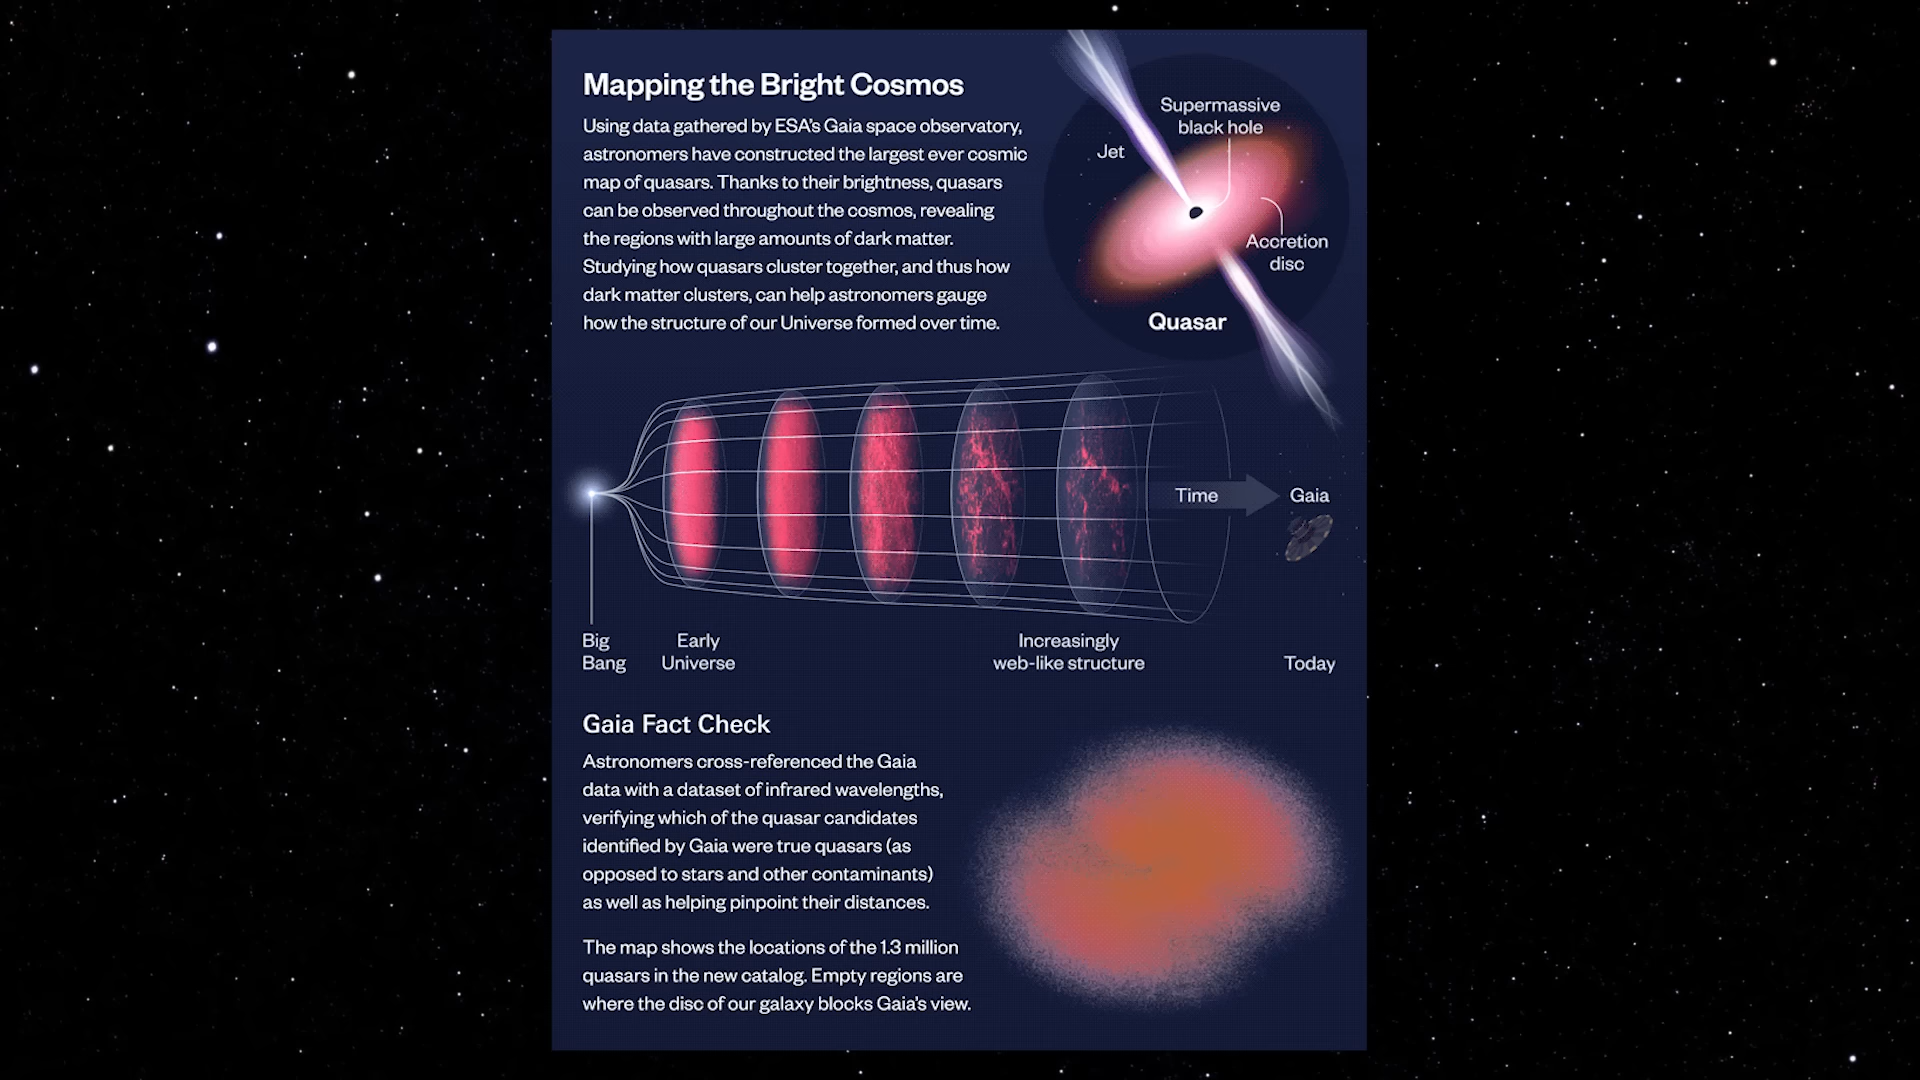 Mapping the Bright Cosmos
Using data gathered by ESA's Gaia space observatory,
astronomers have constructed the largest ever cosmic
map of quasars. Thanks to their brightness, quasars
can be observed throughout the cosmos, revealing
the regions with large amounts of dark matter.
Studying how quasars cluster together, and thus how
dark matter clusters, can help astronomers gauge
how the structure of our Universe formed over time.
Supermassive
black hole
Jet
Accretion
disc
Quasar
Time
Gaia
Big
Bang
Early
Universe
Increasingly
web-like structure
Today
Gaia Fact Check
Astronomers cross-referenced the Gaia
data with a dataset of infrared wavelengths,
verifying which of the quasar candidates
identified by Gaia were true quasars (as
opposed to stars and other contaminants)
as well as helping pinpoint their distances.
The map shows the locations of the 1.3 million
quasars in the new catalog. Empty regions are
where the disc of our galaxy blocks Gaia's view.